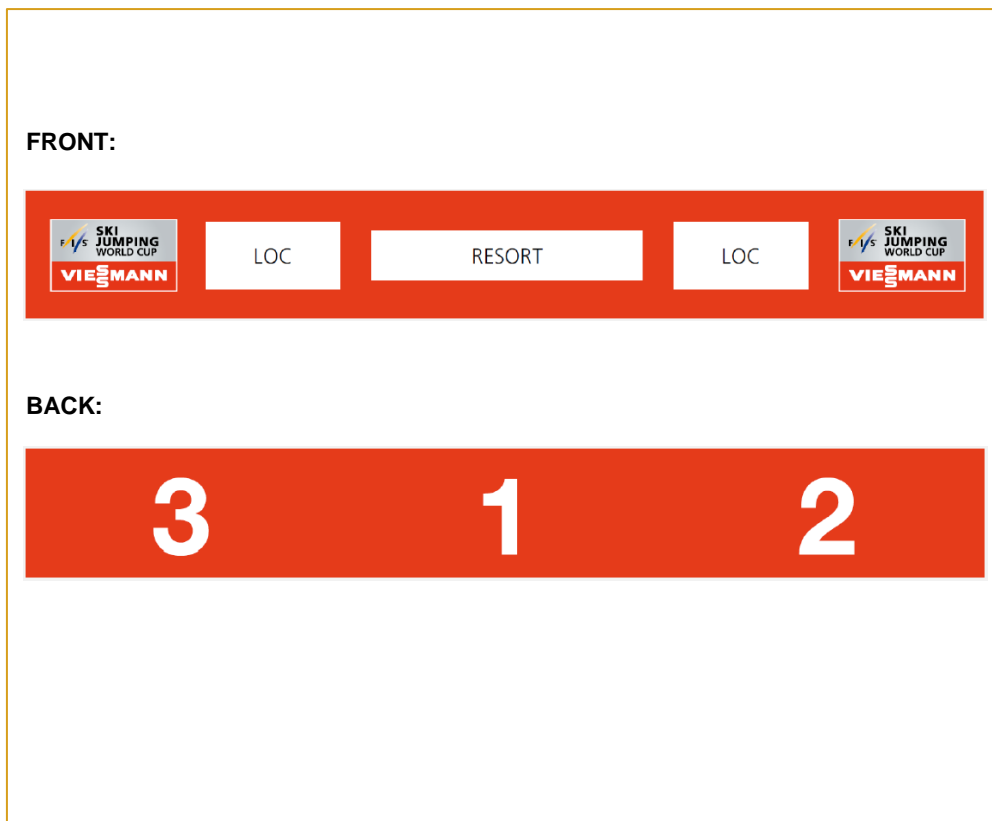 FRONT:
FIS SKI JUMPING WORLD CUP
VIESSMANN
LOC
RESORT
LOC
FIS SKI JUMPING WORLD CUP
VIESSMANN
BACK:
3 1 2